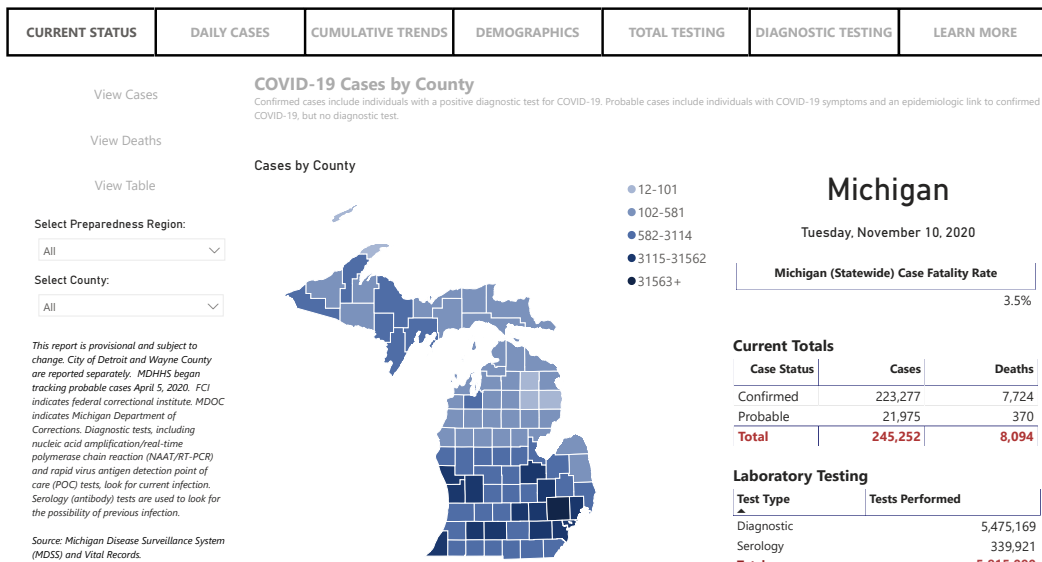 CURRENT STATUS DAILY CASES CUMULATIVE TRENDS DEMOGRAPHICS TOTAL TESTING DIAGNOSTIC TESTING LEARN MORE
View Cases
View Deaths
View Table
Select Preparedness Region:
All
Select County:
All
This report is provisional and subject to
change. City of Detroit and Wayne County
are reported separately. MDHHS began
tracking probable cases April 5, 2020. FCI
indicates federal correctional institute. MDOC
indicates Michigan Department of
Corrections. Diagnostic tests, including
nucleic acid amplification/real-time
polymerase chain reaction (NAAT/RT-PCR)
and rapid virus antigen detection point of
care (POC) tests, look for current infection.
Serology (antibody) tests are used to look for
the possibility of previous infection.
Source: Michigan Disease Surveillance System
(MDSS) and Vital Records.
COVID-19 Cases by County
Confirmed cases include individuals with a positive diagnostic test for COVID-19. Probable cases include individuals with COVID-19 symptoms and an epidemiologic link to confirmed
COVID-19, but no diagnostic test.
Cases by County
12-101
102-581
582-3114
3115-31562
31563+
Michigan
Tuesday, November 10, 2020
Michigan (Statewide) Case Fatality Rate
3.5%
Current Totals
Case Status Cases Deaths
Confirmed 223,277 7,724
Probable 21,975 370
Total 245,252 8,094
Laboratory Testing
Test Type Tests Performed
Diagnostic 5,475,169
Serology 339,921